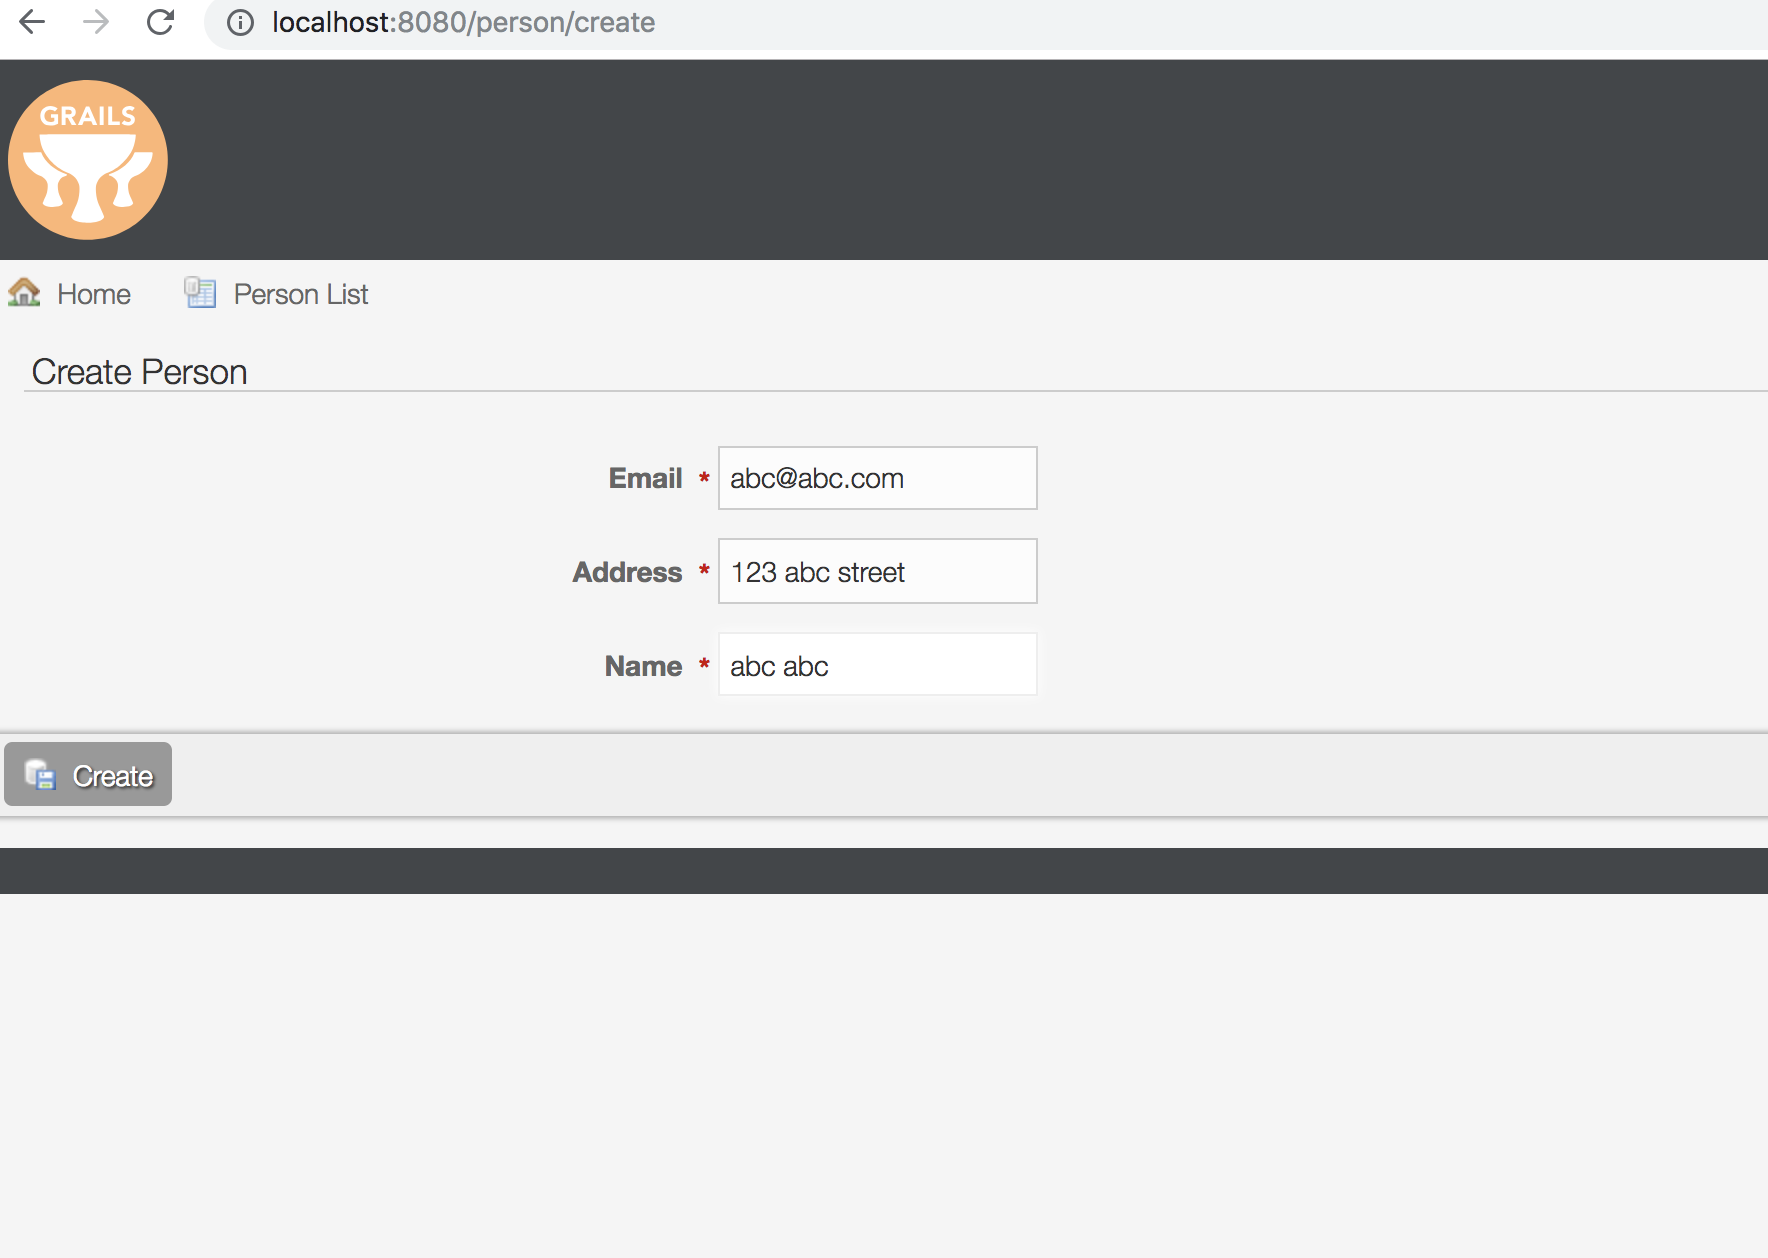 localhost:8080/person/create
GRAILS
Home Person List
Create Person
Email * abc@abc.com
Address * 123 abc street
Name * abc abc
Create